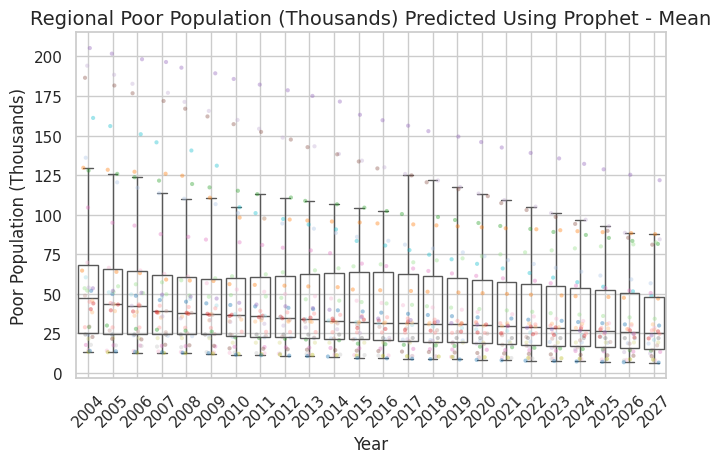 Regional Poor Population (Thousands) Predicted Using Prophet - Mean
Poor Population (Thousands)
200
175
150
125
100
75
50
25
0
2004 2005 2006 2007 2008 2009 2010 2011 2012 2013 2014 2015 2016 2017 2018 2019 2020 2021 2022 2023 2024 2025 2026 2027
Year